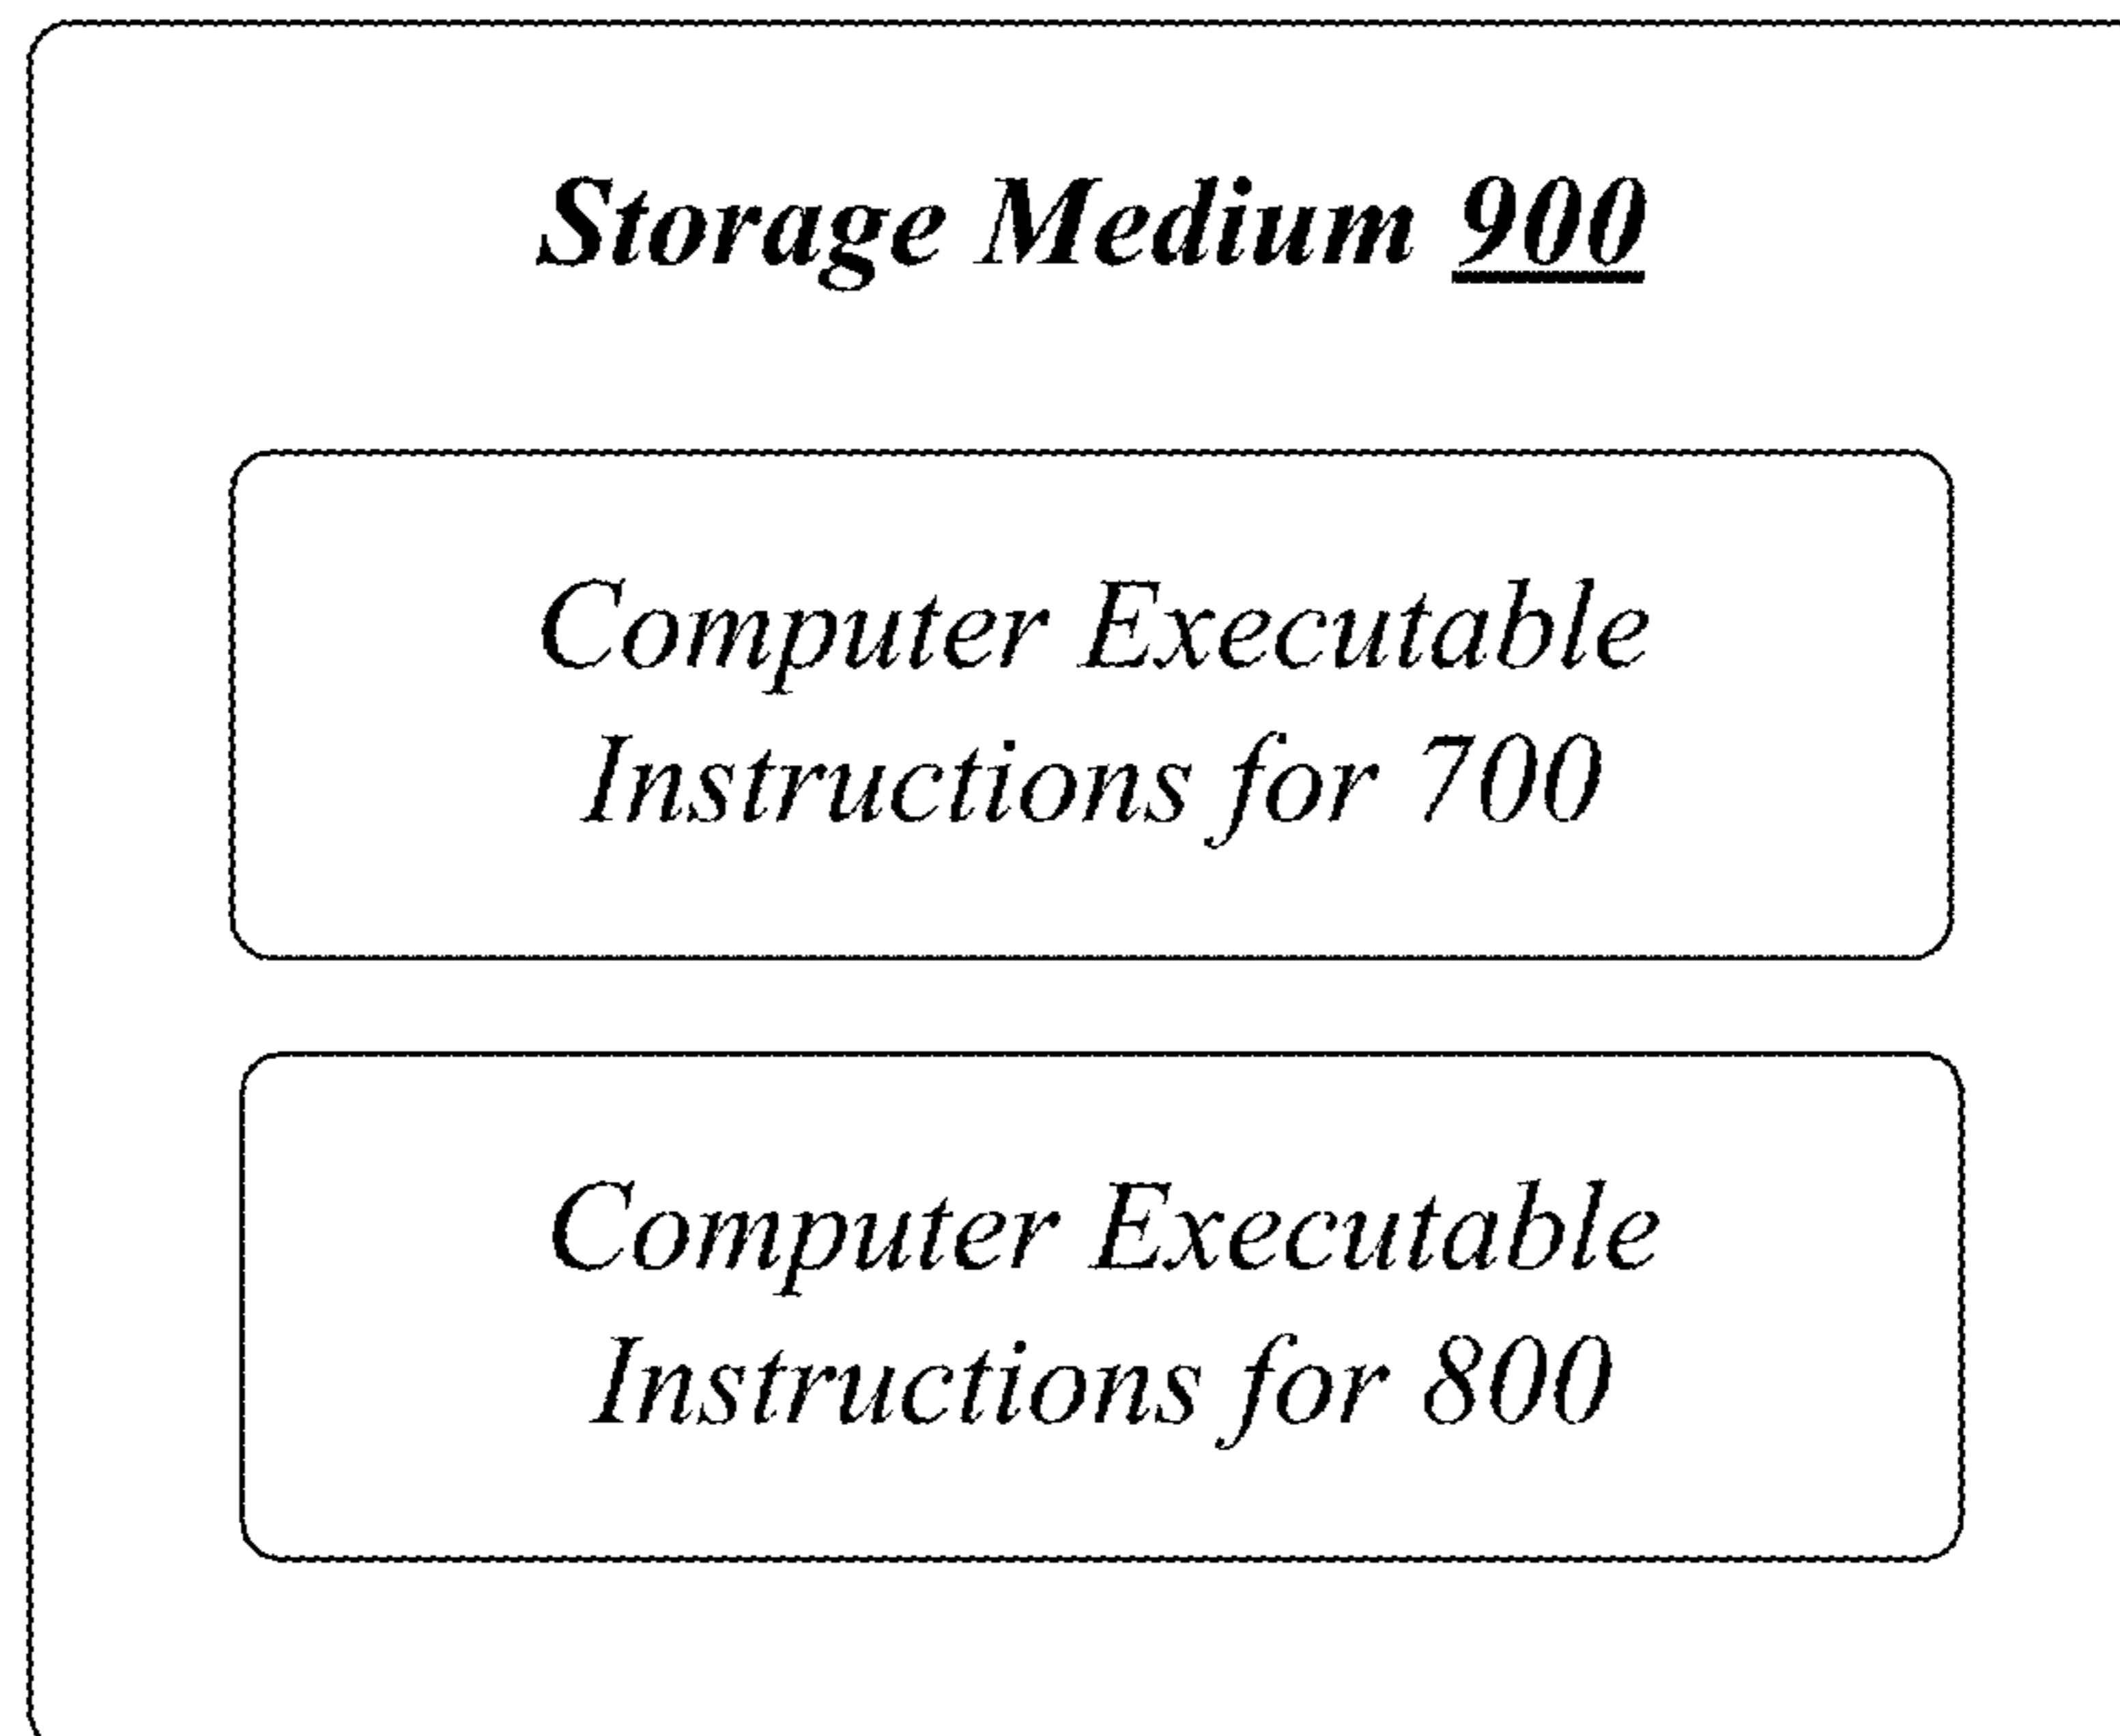 Storage Medium 900
Computer Executable
Instructions for 700
Computer Executable
Instructions for 800